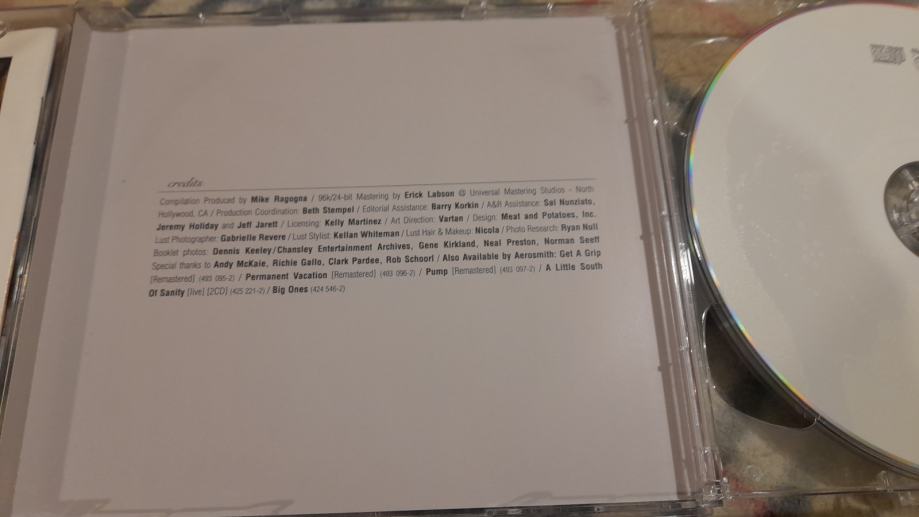 credits
Compilation Produced by Mike Ragogna / 96k/24-bit Mastering by Erick Labson @ Universal Mastering Studios - North
Hollywood, CA / Production Coordination: Beth Stempel / Editorial Assistance: Barry Korkin / A&R Assistance: Sal Nunziato,
Jeremy Holiday and Jeff Jarett / Licensing: Kelly Martinez / Art Direction: Vartan / Design: Meat and Potatoes, Inc.
Lust Photographer: Gabrielle Revere / Lust Stylist: Kellan Whiteman / Lust Hair & Makeup: Nicola / Photo Research: Ryan Null
Booklet photos: Dennis Keeley/Chansley Entertainment Archives, Gene Kirkland, Neal Preston, Norman Seeff
Special thanks to Andy McKaie, Richie Gallo, Clark Pardee, Rob Schoorl / Also Available by Aerosmith: Get A Grip
[Remastered] (493 095-2) / Permanent Vacation [Remastered] (493 096-2) / Pump [Remastered] (493 097-2) / A Little South
Of Sanity [live] [2CD] (425 221-2) / Big Ones (424 546-2)